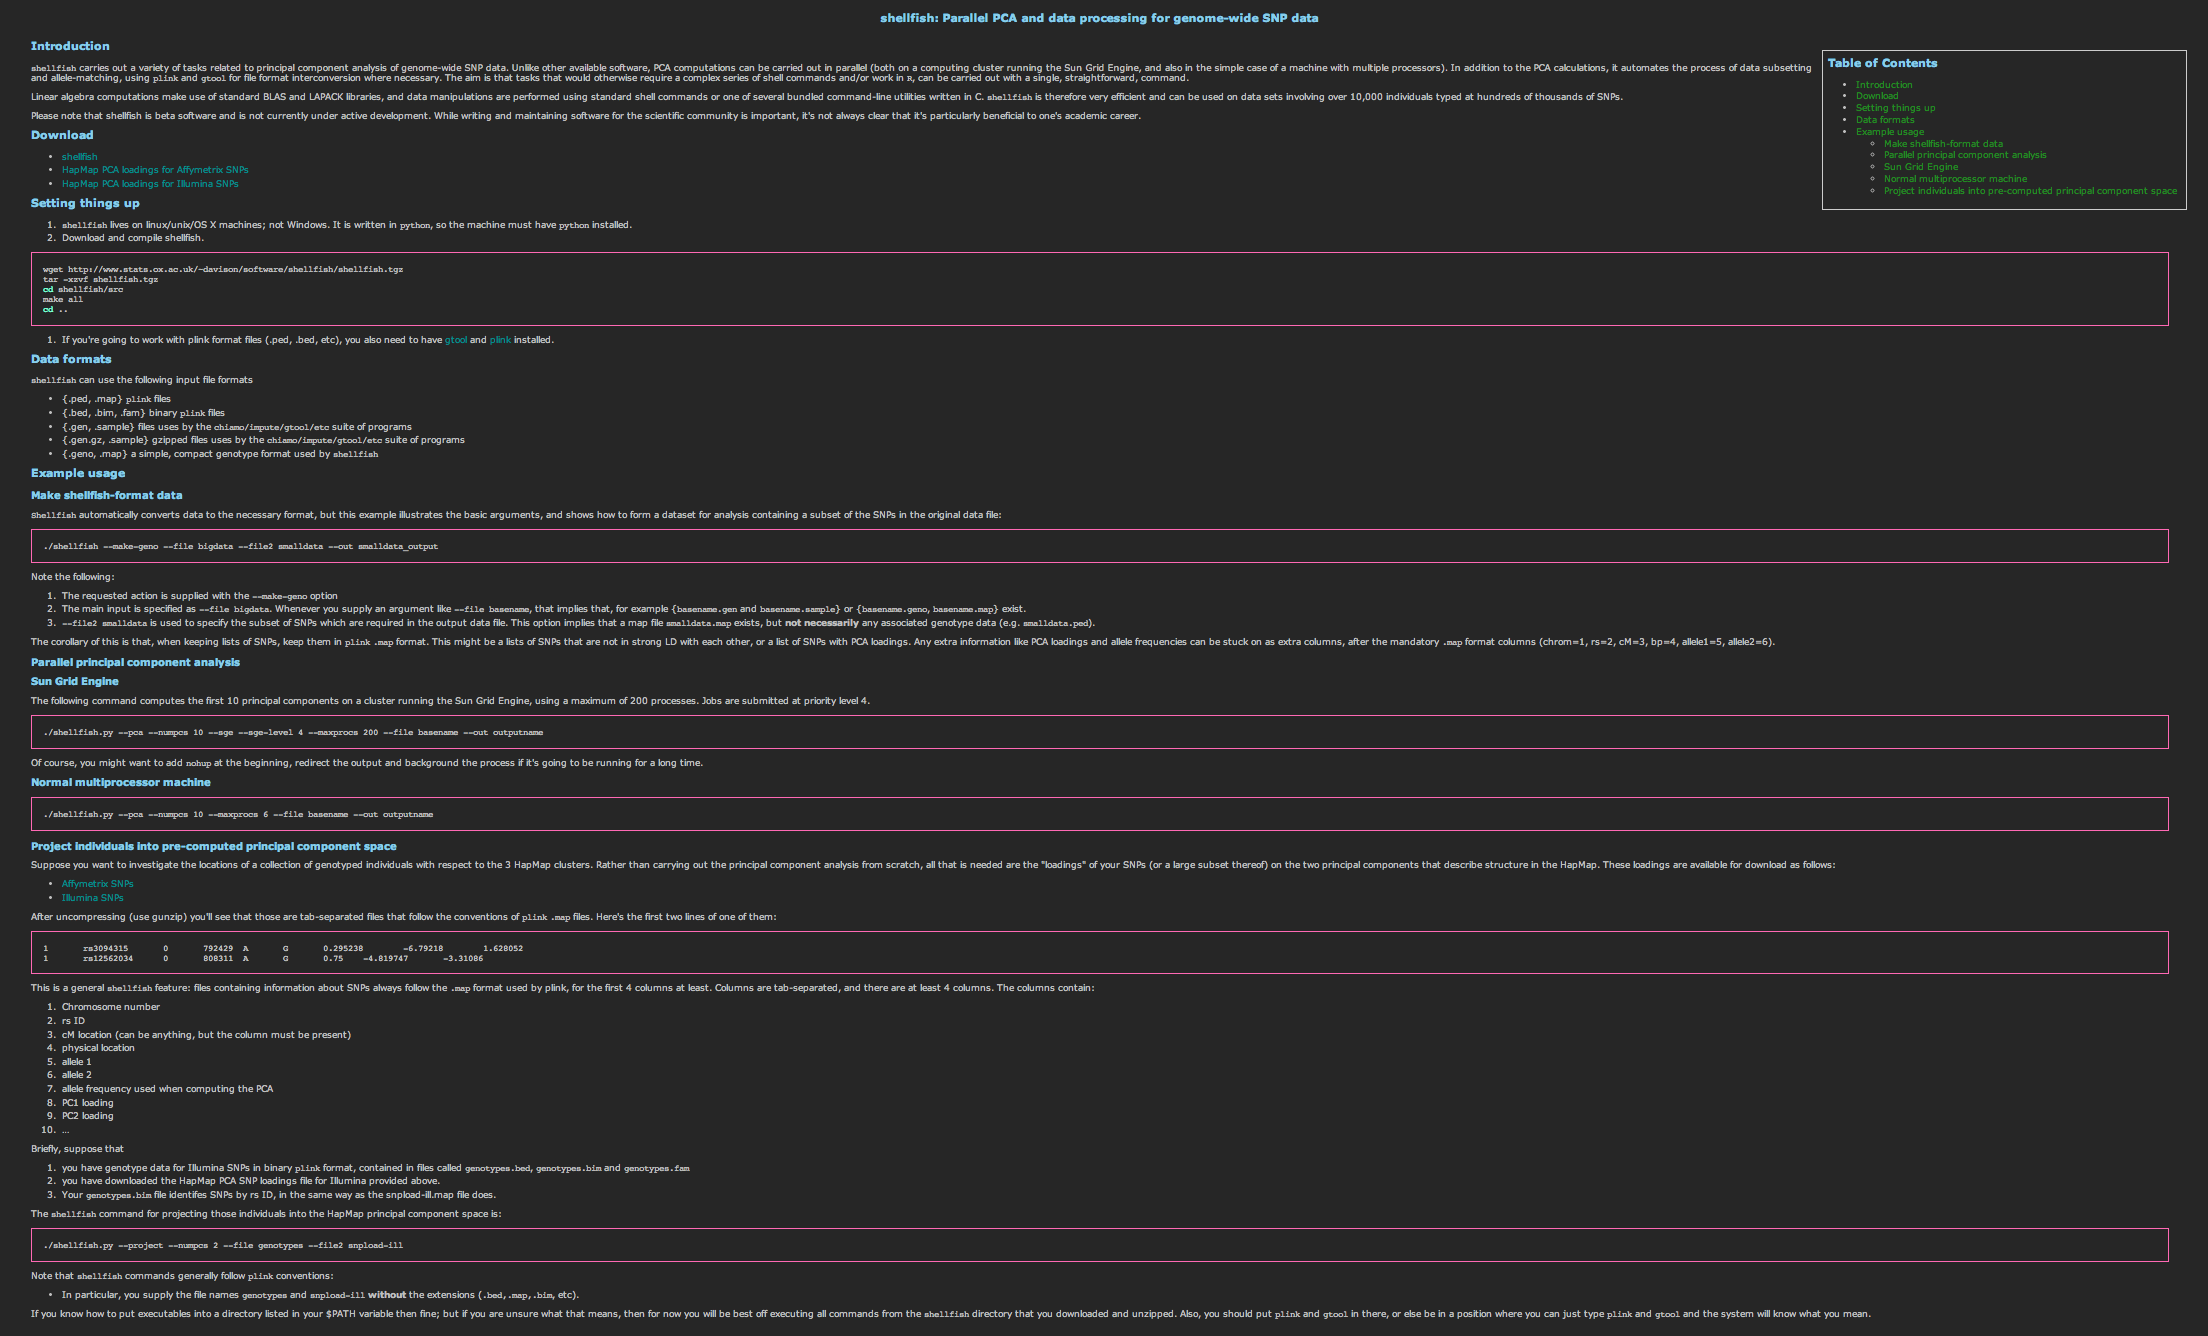 shellfish: Parallel PCA and data processing for genome-wide SNP data
Introduction
shellfish carries out a variety of tasks related to principal component analysis of genome-wide SNP data. Unlike other available software, PCA computations can be carried out in parallel (both on a computing cluster running the Sun Grid Engine, and also in the simple case of a machine with multiple processors). In addition to the PCA calculations, it automates the process of data subsetting
and allele-matching, using plink and gtool for file format interconversion where necessary. The aim is that tasks that would otherwise require a complex series of shell commands and/or work in R, can be carried out with a single, straightforward, command.
Linear algebra computations make use of standard BLAS and LAPACK libraries, and data manipulations are performed using standard shell commands or one of several bundled command-line utilities written in C. shellfish is therefore very efficient and can be used on data sets involving over 10,000 individuals typed at hundreds of thousands of SNPs.
Please note that shellfish is beta software and is not currently under active development. While writing and maintaining software for the scientific community is important, it's not always clear that it's particularly beneficial to one's academic career.
Table of Contents
• Introduction
• Download
• Setting things up
• Data formats
• Example usage
◦ Make shellfish-format data
◦ Parallel principal component analysis
◦ Sun Grid Engine
◦ Normal multiprocessor machine
◦ Project individuals into pre-computed principal component space
Download
• shellfish
• HapMap PCA loadings for Affymetrix SNPs
• HapMap PCA loadings for Illumina SNPs
Setting things up
1. shellfish lives on linux/unix/OS X machines; not Windows. It is written in python, so the machine must have python installed.
2. Download and compile shellfish.
wget http://www.stats.ox.ac.uk/~davison/software/shellfish/shellfish.tgz
tar -xzvf shellfish.tgz
cd shellfish/src
make all
cd ..
1. If you're going to work with plink format files (.ped, .bed, etc), you also need to have gtool and plink installed.
Data formats
shellfish can use the following input file formats
• {.ped, .map} plink files
• {.bed, .bim, .fam} binary plink files
• {.gen, .sample} files uses by the chiamo/impute/gtool/etc suite of programs
• {.gen.gz, .sample} gzipped files uses by the chiamo/impute/gtool/etc suite of programs
• {.geno, .map} a simple, compact genotype format used by shellfish
Example usage
Make shellfish-format data
Shellfish automatically converts data to the necessary format, but this example illustrates the basic arguments, and shows how to form a dataset for analysis containing a subset of the SNPs in the original data file:
./shellfish --make-geno --file bigdata --file2 smalldata --out smalldata_output
Note the following:
1. The requested action is supplied with the --make-geno option
2. The main input is specified as --file bigdata. Whenever you supply an argument like --file basename, that implies that, for example {basename.gen and basename.sample} or {basename.geno, basename.map} exist.
3. --file2 smalldata is used to specify the subset of SNPs which are required in the output data file. This option implies that a map file smalldata.map exists, but not necessarily any associated genotype data (e.g. smalldata.ped).
The corollary of this is that, when keeping lists of SNPs, keep them in plink .map format. This might be a lists of SNPs that are not in strong LD with each other, or a list of SNPs with PCA loadings. Any extra information like PCA loadings and allele frequencies can be stuck on as extra columns, after the mandatory .map format columns (chrom=1, rs=2, cM=3, bp=4, allele1=5, allele2=6).
Parallel principal component analysis
Sun Grid Engine
The following command computes the first 10 principal components on a cluster running the Sun Grid Engine, using a maximum of 200 processes. Jobs are submitted at priority level 4.
./shellfish.py --pca --numpcs 10 --sge --sge-level 4 --maxprocs 200 --file basename --out outputname
Of course, you might want to add nohup at the beginning, redirect the output and background the process if it's going to be running for a long time.
Normal multiprocessor machine
./shellfish.py --pca --numpcs 10 --maxprocs 6 --file basename --out outputname
Project individuals into pre-computed principal component space
Suppose you want to investigate the locations of a collection of genotyped individuals with respect to the 3 HapMap clusters. Rather than carrying out the principal component analysis from scratch, all that is needed are the "loadings" of your SNPs (or a large subset thereof) on the two principal components that describe structure in the HapMap. These loadings are available for download as follows:
• Affymetrix SNPs
• Illumina SNPs
After uncompressing (use gunzip) you'll see that those are tab-separated files that follow the conventions of plink .map files. Here's the first two lines of one of them:
1 rs3094315 0 792429 A G 0.295238 -6.79218 1.628052
1 rs12562034 0 808311 A G 0.75 -4.819747 -3.31086
This is a general shellfish feature: files containing information about SNPs always follow the .map format used by plink, for the first 4 columns at least. Columns are tab-separated, and there are at least 4 columns. The columns contain:
1. Chromosome number
2. rs ID
3. cM location (can be anything, but the column must be present)
4. physical location
5. allele 1
6. allele 2
7. allele frequency used when computing the PCA
8. PC1 loading
9. PC2 loading
10. ...
Briefly, suppose that
1. you have genotype data for Illumina SNPs in binary plink format, contained in files called genotypes.bed, genotypes.bim and genotypes.fam
2. you have downloaded the HapMap PCA SNP loadings file for Illumina provided above.
3. Your genotypes.bim file identifes SNPs by rs ID, in the same way as the snpload-ill.map file does.
The shellfish command for projecting those individuals into the HapMap principal component space is:
./shellfish.py --project --numpcs 2 --file genotypes --file2 snpload-ill
Note that shellfish commands generally follow plink conventions:
• In particular, you supply the file names genotypes and snpload-ill without the extensions (.bed,.map,.bim, etc).
If you know how to put executables into a directory listed in your $PATH variable then fine; but if you are unsure what that means, then for now you will be best off executing all commands from the shellfish directory that you downloaded and unzipped. Also, you should put plink and gtool in there, or else be in a position where you can just type plink and gtool and the system will know what you mean.